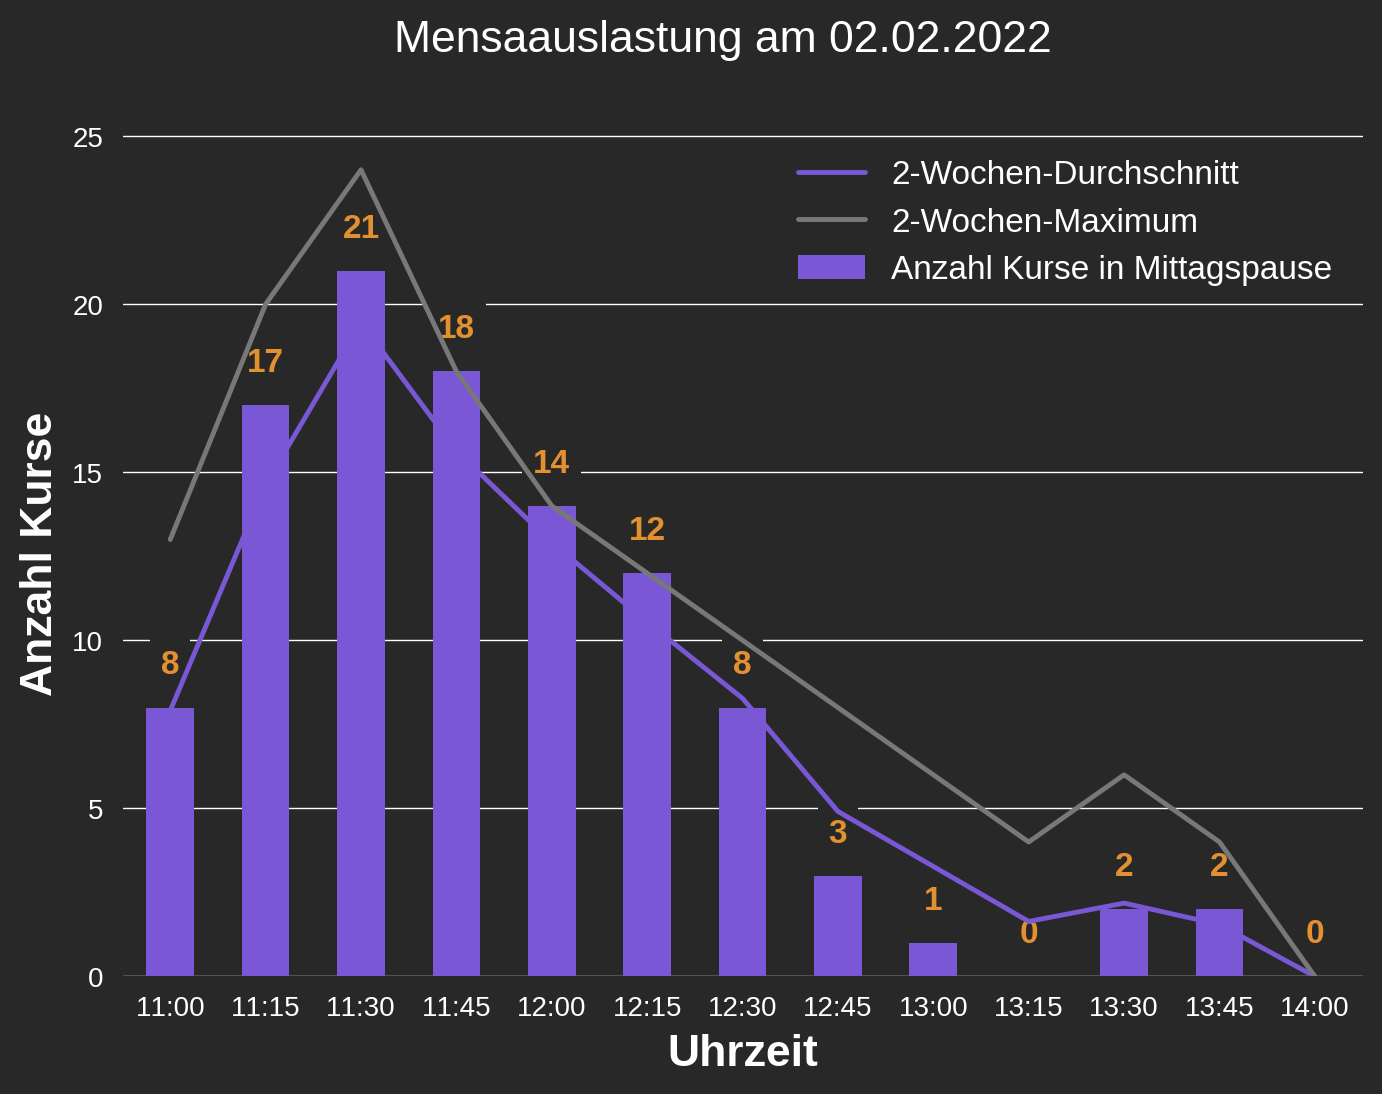 Mensaauslastung am 02.02.2022
25
20
15
10
5
0
Anzahl Kurse
2-Wochen-Durchschnitt
2-Wochen-Maximum
Anzahl Kurse in Mittagspause
8
17
21
18
14
12
8
3
1
0
2
2
0
11:00 11:15 11:30 11:45 12:00 12:15 12:30 12:45 13:00 13:15 13:30 13:45 14:00
Uhrzeit